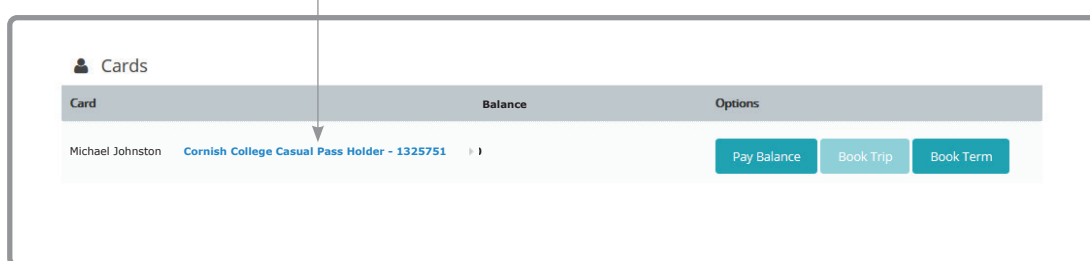 Cards
Card Balance Options
Michael Johnston Cornish College Casual Pass Holder - 1325751 Pay Balance Book Trip Book Term